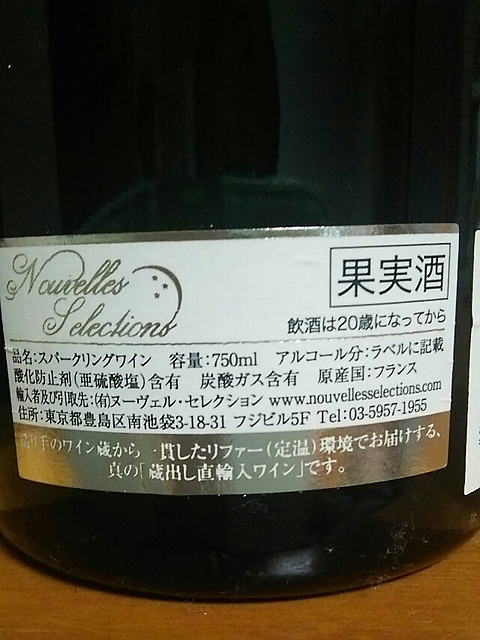 Nouvelles
Selections
果実酒
飲酒は20歳になってから
品名:スパークリングワイン 容量:750ml アルコール分:ラベルに記載
酸化防止剤(亜硫酸塩)含有 炭酸ガス含有 原産国:フランス
輸入者及び引取先:(有)ヌーヴェル・セレクション www.nouvellesselections.com
住所:東京都豊島区南池袋3-18-31 フジビル5F Tel:03-5957-1955
造り手のワイン蔵から一貫したリファー(定温)環境でお届けする、
真の「蔵出し直輸入ワイン」です。